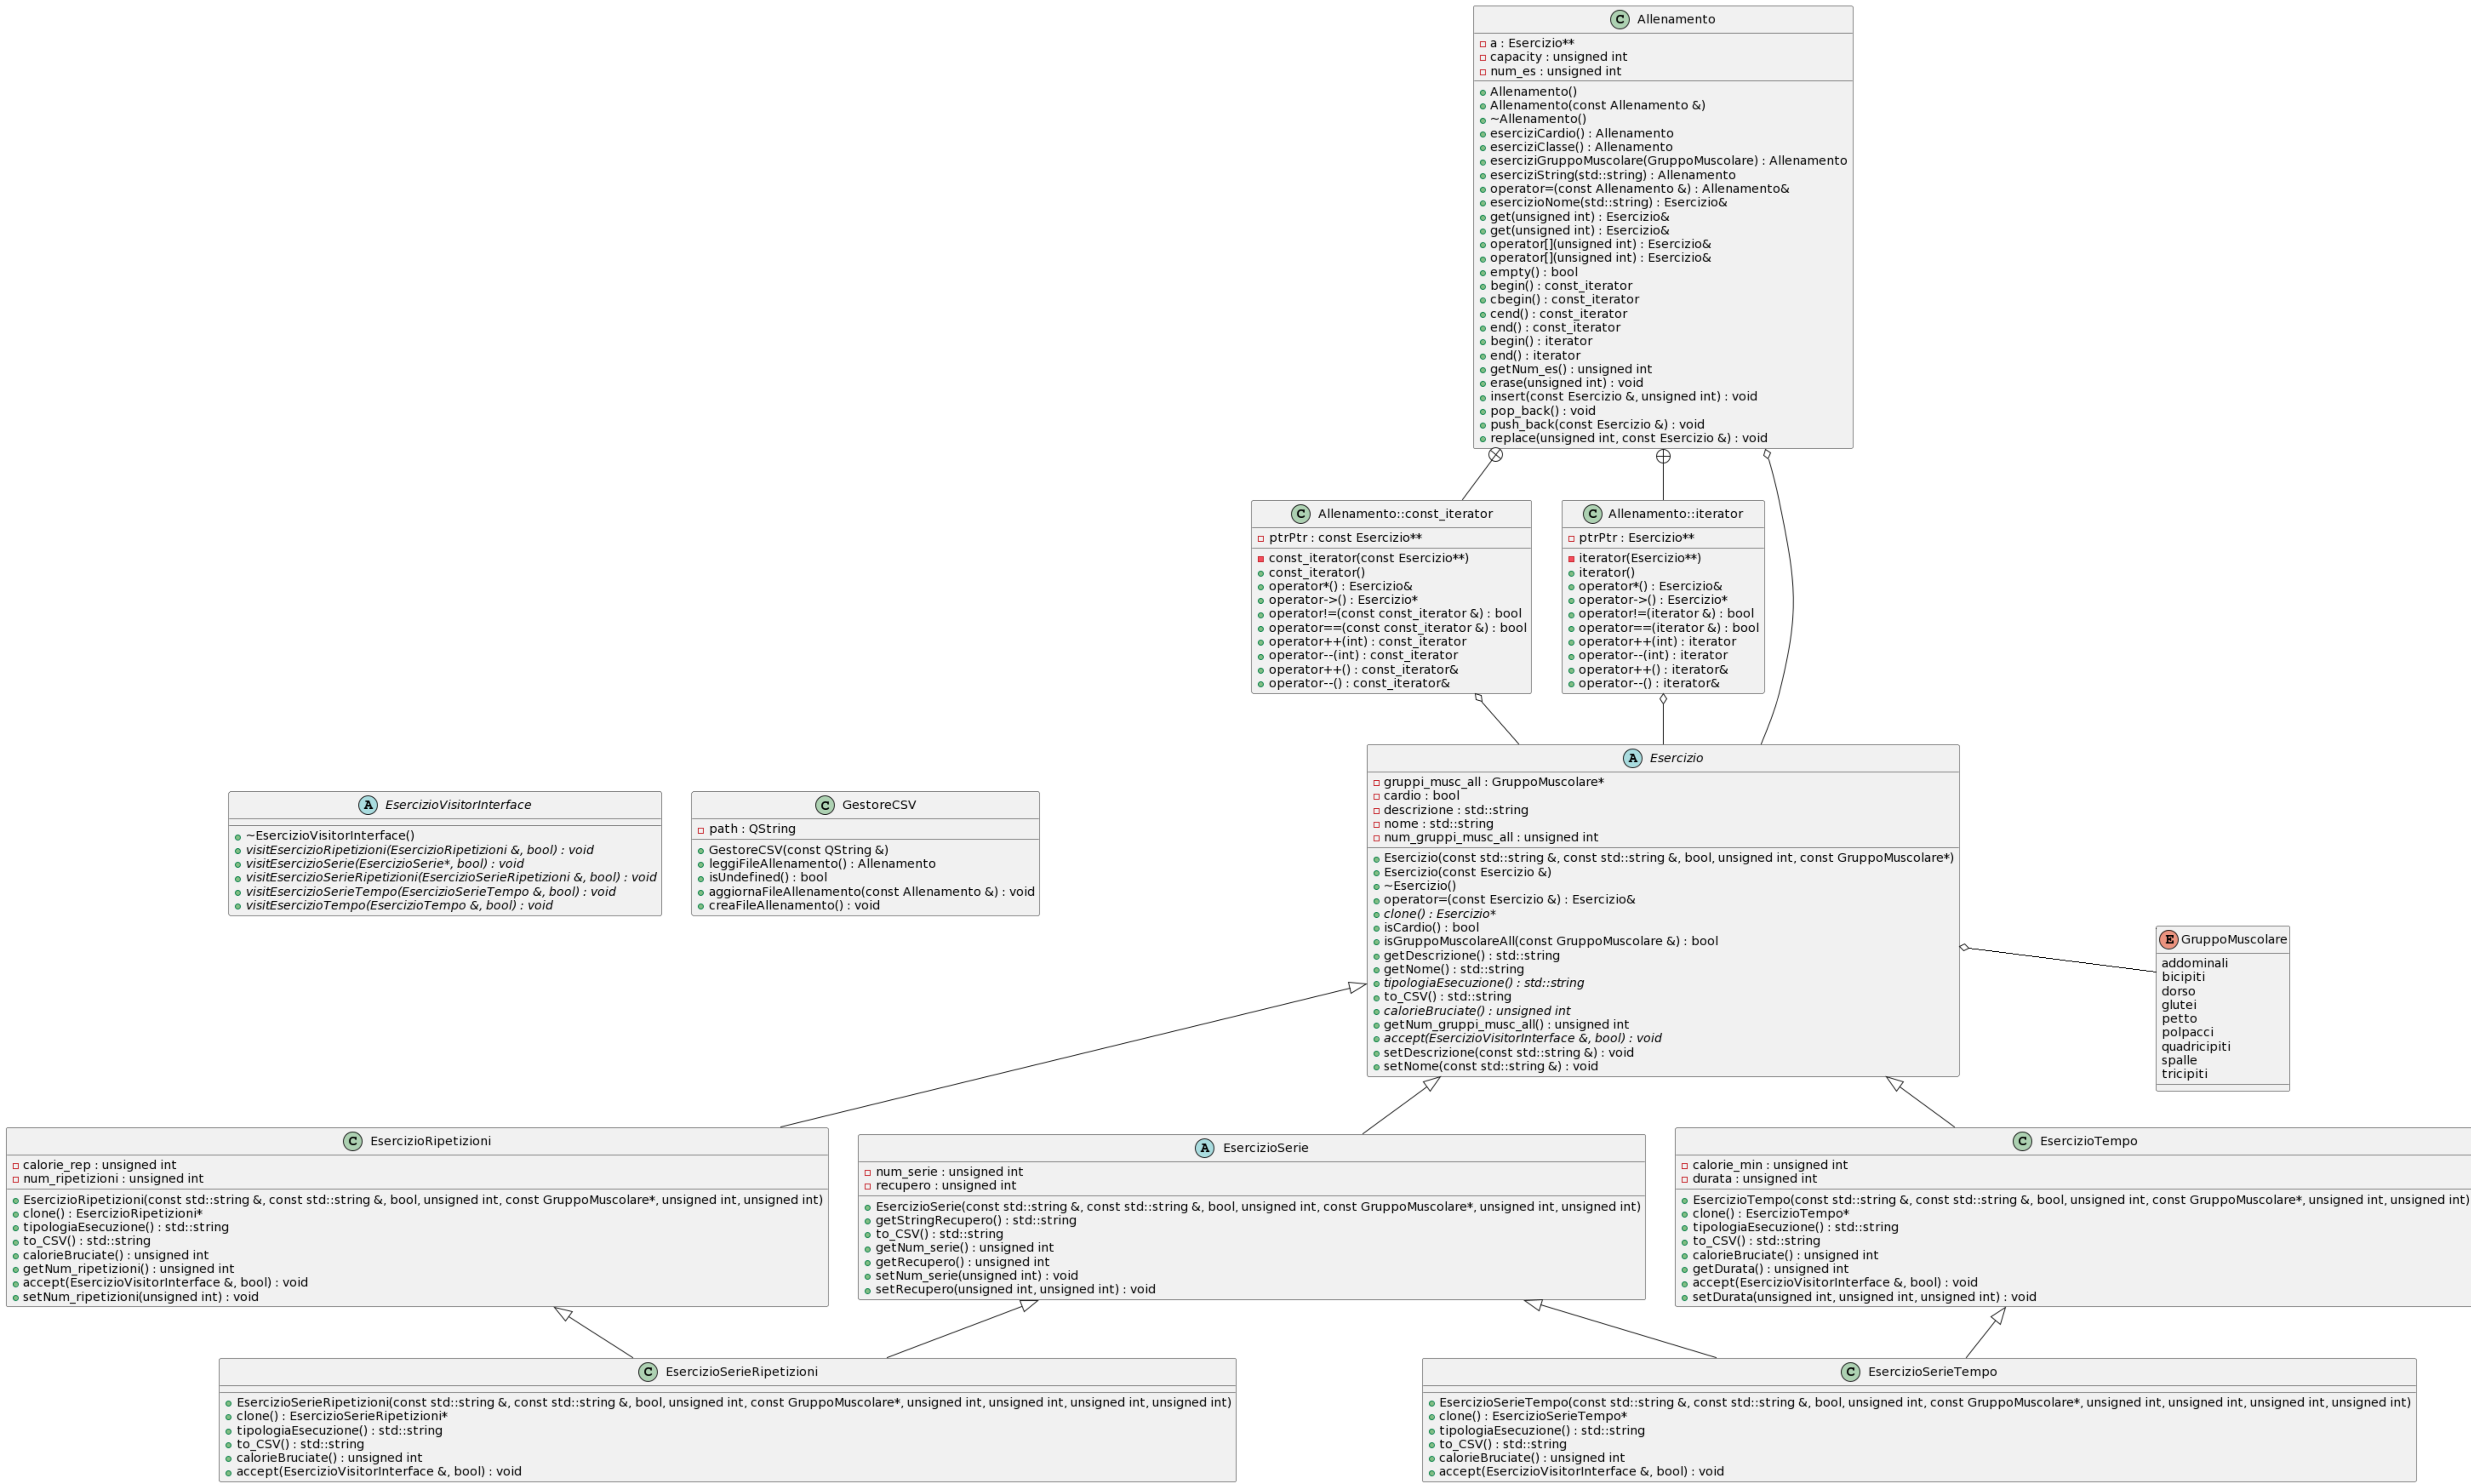 C Allenamento
a : Esercizio**
capacity : unsigned int
num_es : unsigned int
Allenamento()
Allenamento(const Allenamento &)
~Allenamento()
eserciziCardio() : Allenamento
eserciziClasse() : Allenamento
eserciziGruppoMuscolare(GruppoMuscolare) : Allenamento
eserciziString(std::string) : Allenamento
operator=(const Allenamento &) : Allenamento&
esercizioNome(std::string) : Esercizio&
get(unsigned int) : Esercizio&
get(unsigned int) : Esercizio&
operator[](unsigned int) : Esercizio&
operator[](unsigned int) : Esercizio&
empty() : bool
begin() : const_iterator
cbegin() : const_iterator
cend() : const_iterator
end() : const_iterator
begin() : iterator
end() : iterator
getNum_es() : unsigned int
erase(unsigned int) : void
insert(const Esercizio &, unsigned int) : void
pop_back() : void
push_back(const Esercizio &) : void
replace(unsigned int, const Esercizio &) : void
C Allenamento::const_iterator
ptrPtr : const Esercizio**
const_iterator(const Esercizio**)
const_iterator()
operator*() : Esercizio&
operator->() : Esercizio*
operator!=(const const_iterator &) : bool
operator==(const const_iterator &) : bool
operator++(int) : const_iterator
operator--(int) : const_iterator
operator++() : const_iterator&
operator--() : const_iterator&
C Allenamento::iterator
ptrPtr : Esercizio**
iterator(Esercizio**)
iterator()
operator*() : Esercizio&
operator->() : Esercizio*
operator!=(iterator &) : bool
operator==(iterator &) : bool
operator++(int) : iterator
operator--(int) : iterator
operator++() : iterator&
operator--() : iterator&
A EsercizioVisitorInterface
~EsercizioVisitorInterface()
visitEsercizioRipetizioni(EsercizioRipetizioni &, bool) : void
visitEsercizioSerie(EsercizioSerie*, bool) : void
visitEsercizioSerieRipetizioni(EsercizioSerieRipetizioni &, bool) : void
visitEsercizioSerieTempo(EsercizioSerieTempo &, bool) : void
visitEsercizioTempo(EsercizioTempo &, bool) : void
C GestoreCSV
path : QString
GestoreCSV(const QString &)
leggiFileAllenamento() : Allenamento
isUndefined() : bool
aggiornaFileAllenamento(const Allenamento &) : void
creaFileAllenamento() : void
A Esercizio
gruppi_musc_all : GruppoMuscolare*
cardio : bool
descrizione : std::string
nome : std::string
num_gruppi_musc_all : unsigned int
Esercizio(const std::string &, const std::string &, bool, unsigned int, const GruppoMuscolare*)
Esercizio(const Esercizio &)
~Esercizio()
operator=(const Esercizio &) : Esercizio&
clone() : Esercizio*
isCardio() : bool
isGruppoMuscolareAll(const GruppoMuscolare &) : bool
getDescrizione() : std::string
getNome() : std::string
tipologiaEsecuzione() : std::string
to_CSV() : std::string
calorieBruciate() : unsigned int
getNum_gruppi_musc_all() : unsigned int
accept(EsercizioVisitorInterface &, bool) : void
setDescrizione(const std::string &) : void
setNome(const std::string &) : void
E GruppoMuscolare
addominali
bicipiti
dorso
glutei
petto
polpacci
quadricipiti
spalle
tricipiti
C EsercizioRipetizioni
calorie_rep : unsigned int
num_ripetizioni : unsigned int
EsercizioRipetizioni(const std::string &, const std::string &, bool, unsigned int, const GruppoMuscolare*, unsigned int, unsigned int)
clone() : EsercizioRipetizioni*
tipologiaEsecuzione() : std::string
to_CSV() : std::string
calorieBruciate() : unsigned int
getNum_ripetizioni() : unsigned int
accept(EsercizioVisitorInterface &, bool) : void
setNum_ripetizioni(unsigned int) : void
A EsercizioSerie
num_serie : unsigned int
recupero : unsigned int
EsercizioSerie(const std::string &, const std::string &, bool, unsigned int, const GruppoMuscolare*, unsigned int, unsigned int)
getStringRecupero() : std::string
to_CSV() : std::string
getNum_serie() : unsigned int
getRecupero() : unsigned int
setNum_serie(unsigned int) : void
setRecupero(unsigned int, unsigned int) : void
C EsercizioTempo
calorie_min : unsigned int
durata : unsigned int
EsercizioTempo(const std::string &, const std::string &, bool, unsigned int, const GruppoMuscolare*, unsigned int, unsigned int)
clone() : EsercizioTempo*
tipologiaEsecuzione() : std::string
to_CSV() : std::string
calorieBruciate() : unsigned int
getDurata() : unsigned int
accept(EsercizioVisitorInterface &, bool) : void
setDurata(unsigned int, unsigned int, unsigned int) : void
C EsercizioSerieRipetizioni
EsercizioSerieRipetizioni(const std::string &, const std::string &, bool, unsigned int, const GruppoMuscolare*, unsigned int, unsigned int, unsigned int, unsigned int)
clone() : EsercizioSerieRipetizioni*
tipologiaEsecuzione() : std::string
to_CSV() : std::string
calorieBruciate() : unsigned int
accept(EsercizioVisitorInterface &, bool) : void
C EsercizioSerieTempo
EsercizioSerieTempo(const std::string &, const std::string &, bool, unsigned int, const GruppoMuscolare*, unsigned int, unsigned int, unsigned int, unsigned int)
clone() : EsercizioSerieTempo*
tipologiaEsecuzione() : std::string
to_CSV() : std::string
calorieBruciate() : unsigned int
accept(EsercizioVisitorInterface &, bool) : void